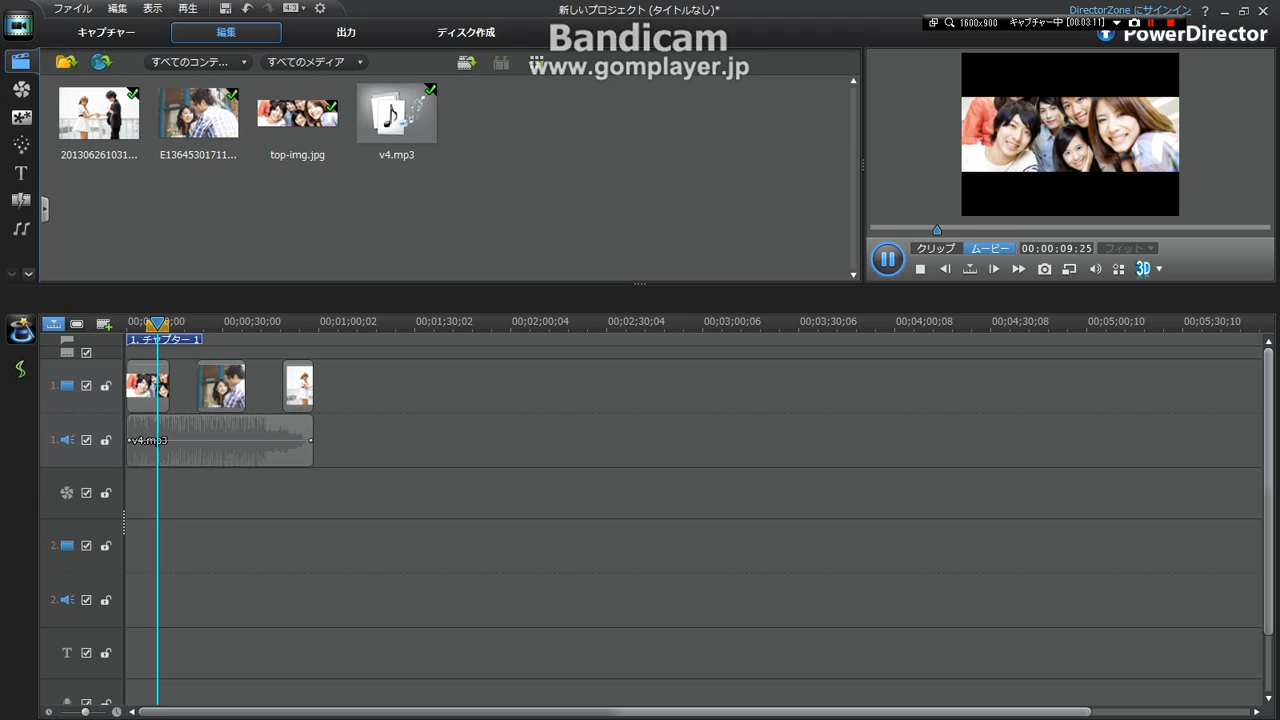 ファイル 編集 表示 再生 新しいプロジェクト (タイトルなし)* DirectorZone にサインイン
1600x900 キャプチャー中 [00:03:11]
キャプチャー 編集 出力 ディスク作成 PowerDirector
Bandicam
www.gomplayer.jp
すべてのコンテ... すべてのメディア
201306261031... E13645301711... top-img.jpg v4.mp3
クリップ ムービー 00;00;09;25 フィット
3D
00;00;30;00 00;01;00;02 00;01;30;02 00;02;00;04 00;02;30;04 00;03;00;06 00;03;30;06 00;04;00;08 00;04;30;08 00;05;00;10 00;05;30;10
1. チャプター 1
1.
1. v4.mp3
2.
2.
T